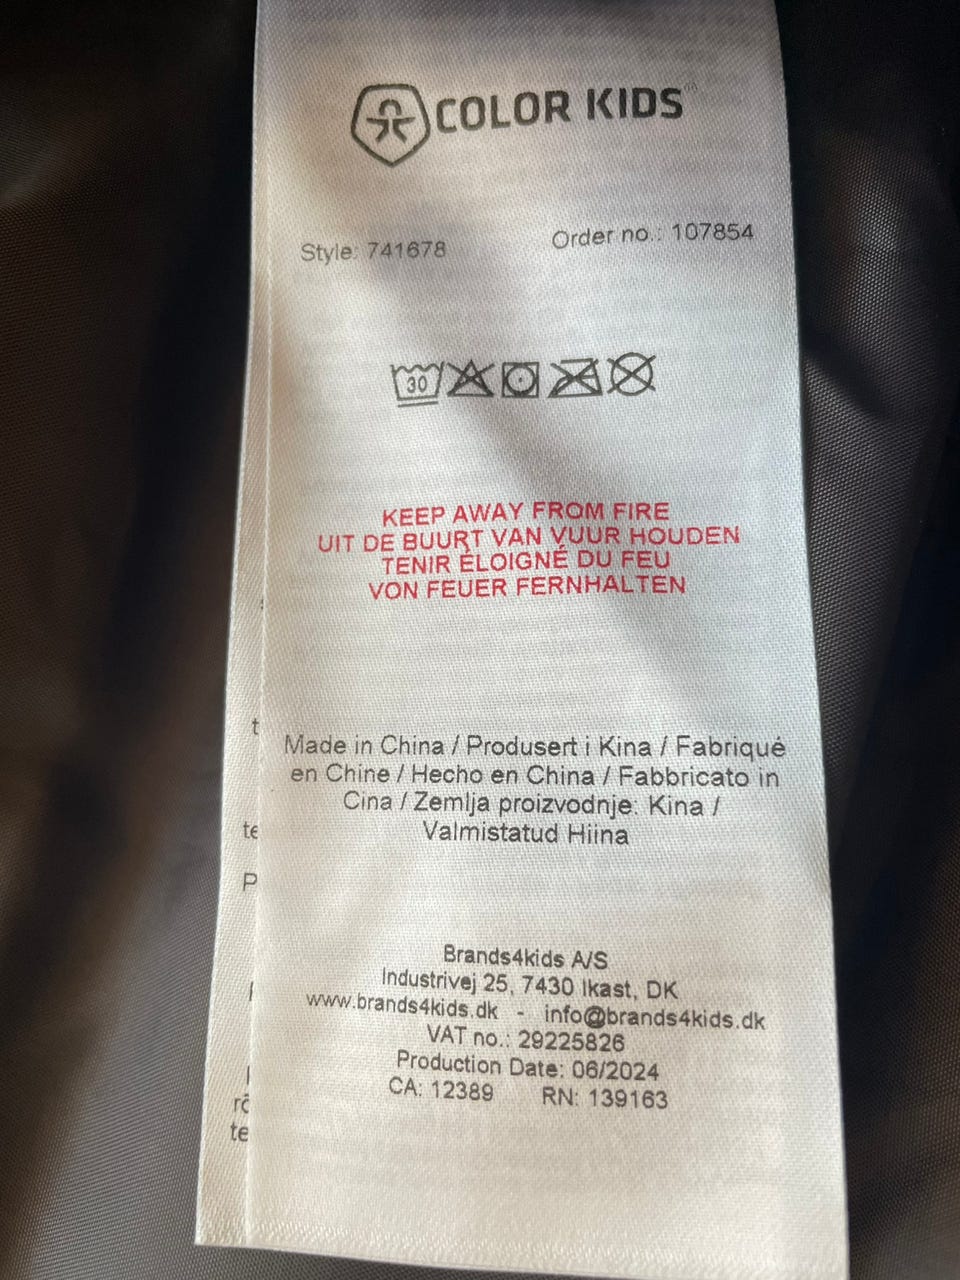 COLOR KIDS
Style: 741678
Order no.: 107854
30
KEEP AWAY FROM FIRE
UIT DE BUURT VAN VUUR HOUDEN
TENIR ÉLOIGNÉ DU FEU
VON FEUER FERNHALTEN
Made in China / Produsert i Kina / Fabriqué
en Chine / Hecho en China / Fabbricato in
Cina / Zemlja proizvodnje: Kina /
Valmistatud Hiina
Brands4kids A/S
Industrivej 25, 7430 Ikast, DK
www.brands4kids.dk - info@brands4kids.dk
VAT no.: 29225826
Production Date: 06/2024
CA: 12389 RN: 139163